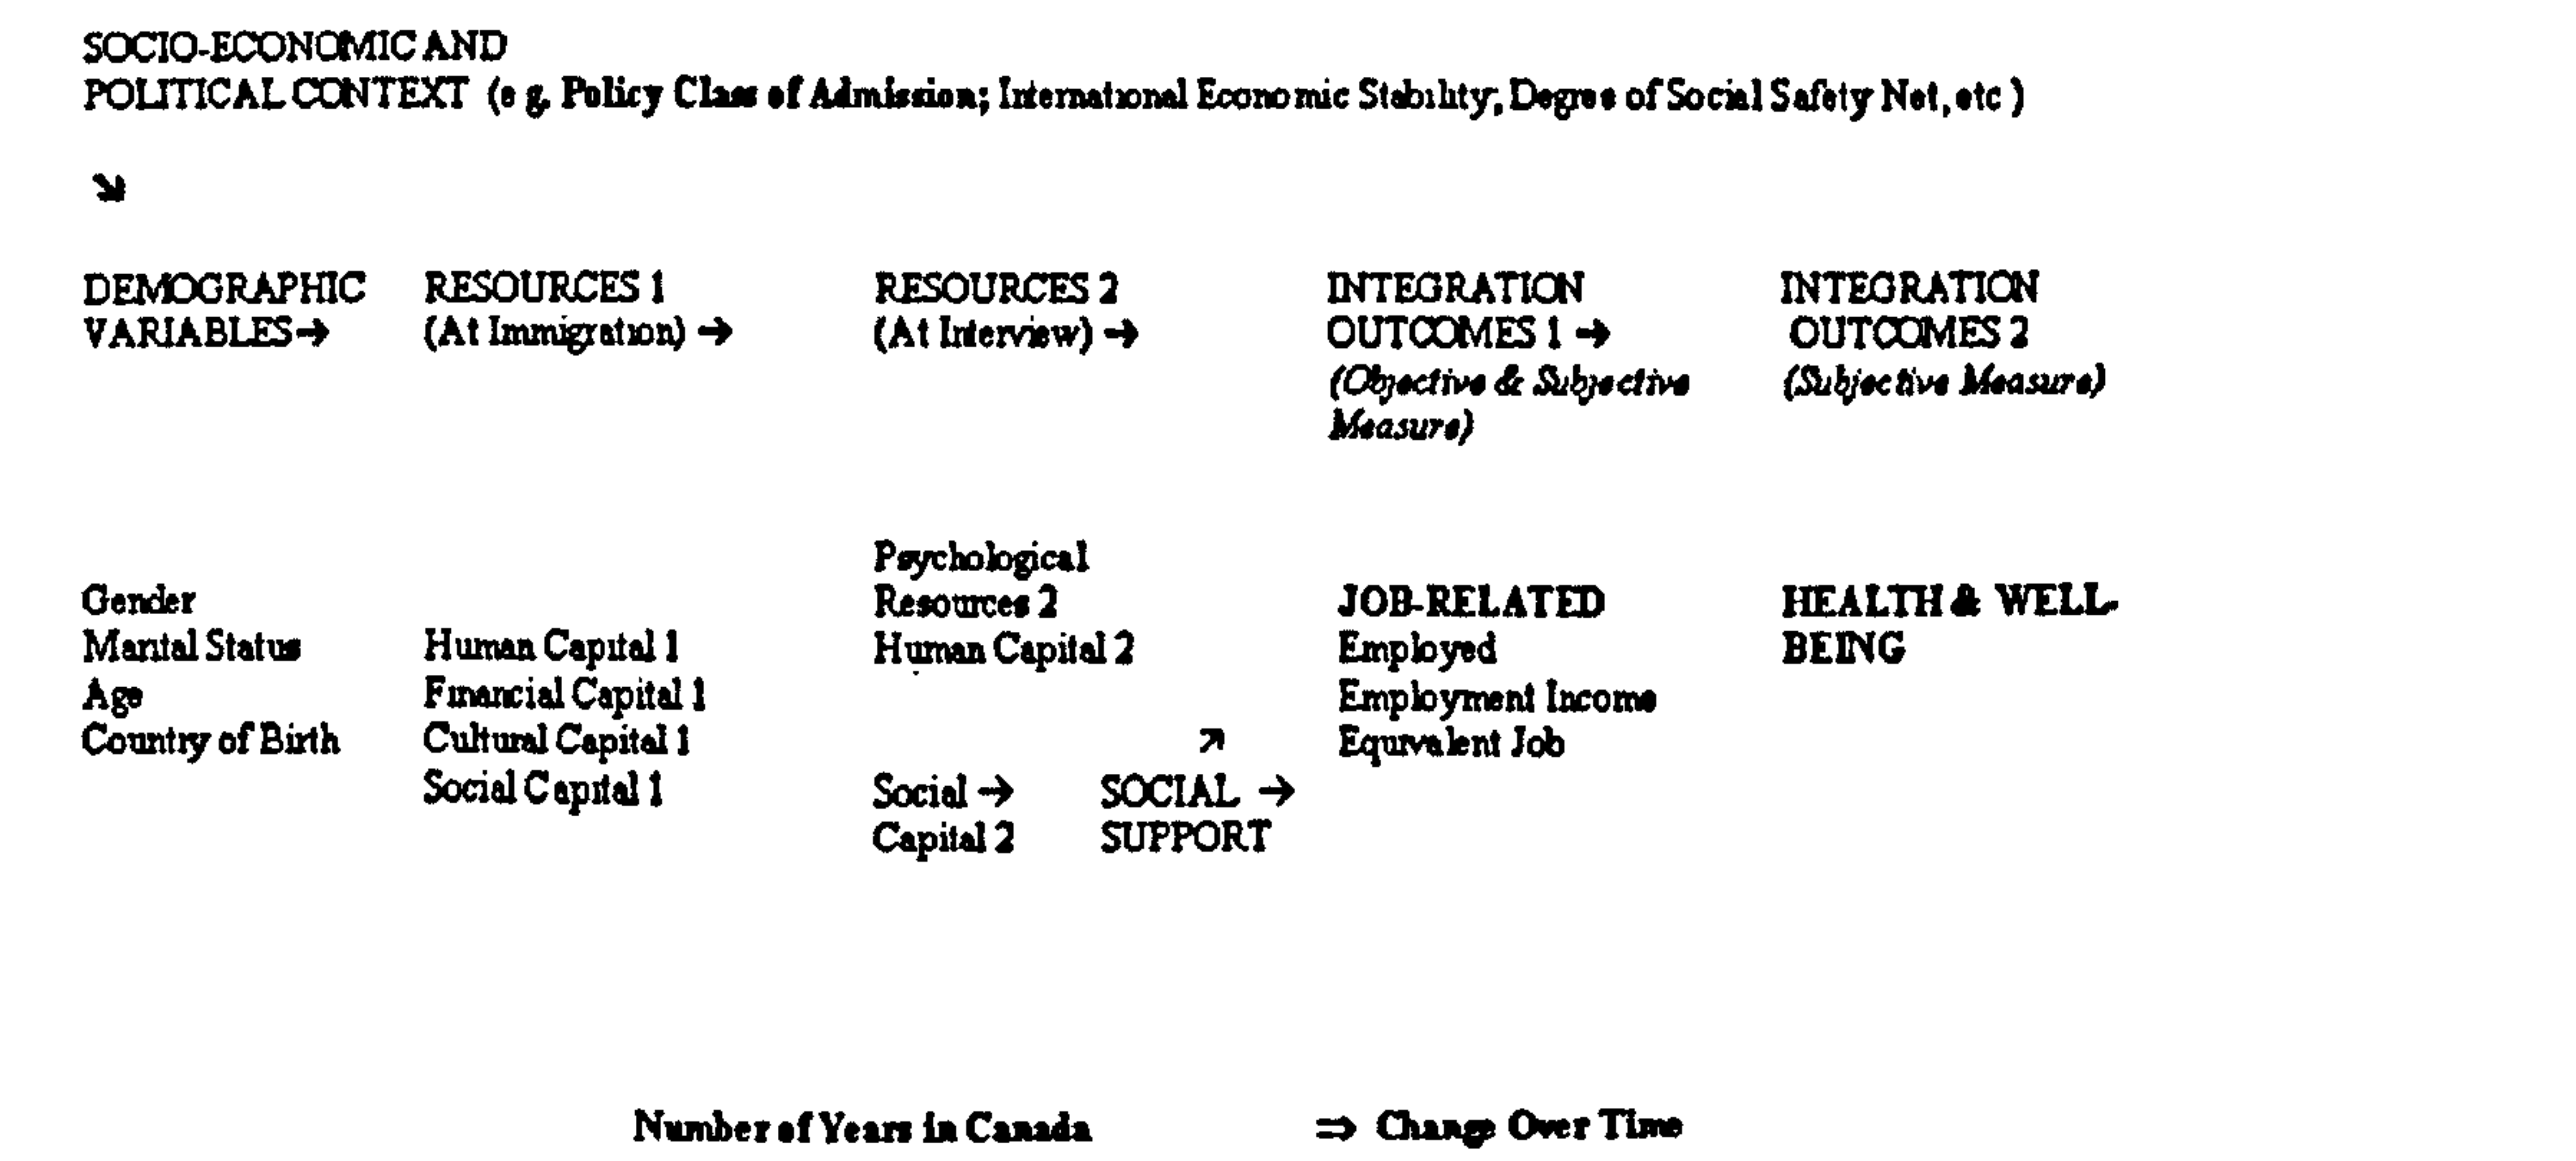 SOCIO-ECONOMIC AND
POLITICAL CONTEXT (e g. Policy Class of Admission; International Economic Stability; Degree of Social Safety Net, etc )
↘
DEMOGRAPHIC
VARIABLES→
RESOURCES 1
(At Immigration) →
RESOURCES 2
(At Interview) →
INTEGRATION
OUTCOMES 1 →
(Objective & Subjective
Measure)
INTEGRATION
OUTCOMES 2
(Subjective Measure)
Gender
Marital Status
Age
Country of Birth
Human Capital 1
Financial Capital 1
Cultural Capital 1
Social Capital 1
Psychological
Resources 2
Human Capital 2
Social →
Capital 2
↗
SOCIAL →
SUPPORT
JOB-RELATED
Employed
Employment Income
Equivalent Job
HEALTH & WELL-
BEING
Number of Years in Canada ⇒ Change Over Time